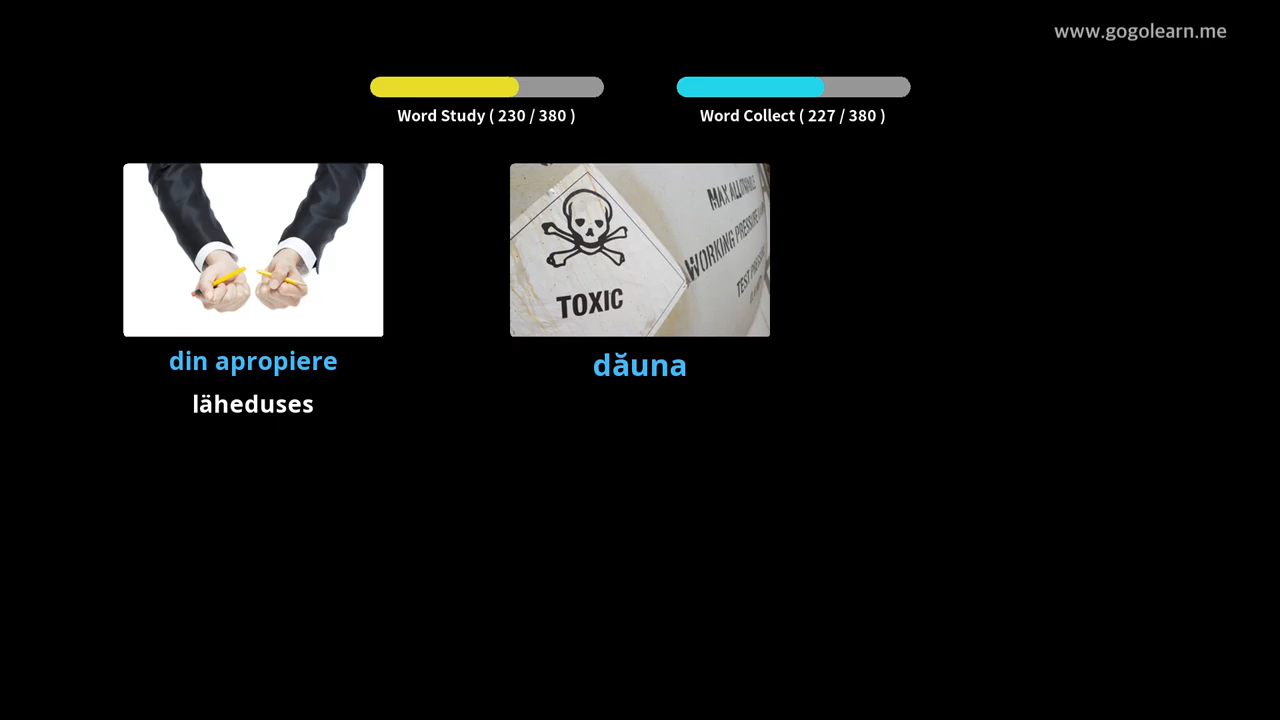 www.gogolearn.me
Word Study ( 230 / 380 )
Word Collect ( 227 / 380 )
TOXIC
MAX ALLOWABLE
WORKING PRESSURE
din apropiere
dăuna
läheduses